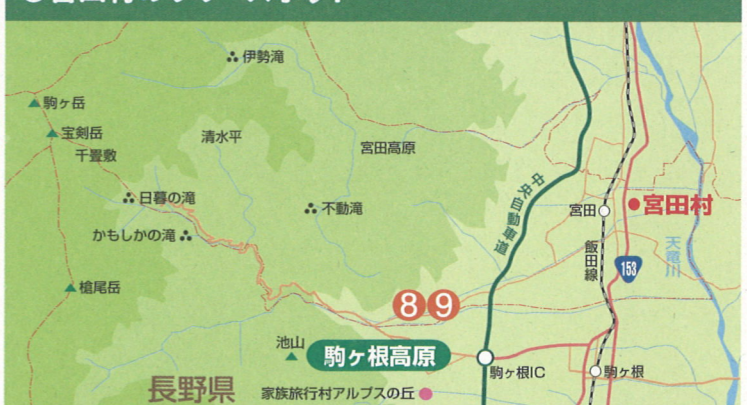 伊勢滝
駒ヶ岳
宝剣岳
千畳敷
清水平
宮田高原
中央自動車道
日暮の滝
不動滝
宮田
宮田村
かもしかの滝
飯田線
天竜川
153
槍尾岳
8 9
池山
駒ヶ根高原
駒ヶ根IC
駒ヶ根
長野県
家族旅行村アルプスの丘